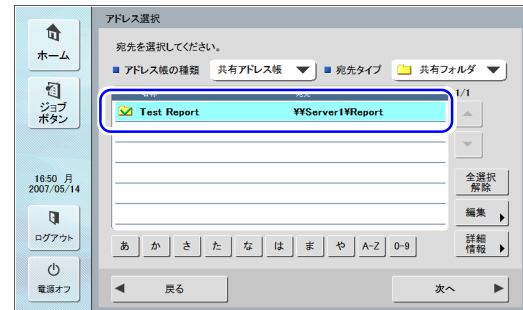 アドレス選択
ホーム
宛先を選択してください。
アドレス帳の種類
共有アドレス帳
宛先タイプ
共有フォルダ
1/1
ジョブ
ボタン
Test Report
¥¥Server1¥Report
16:50 月
2007/05/14
全選択
解除
編集
ログアウト
あ か さ た な は ま や A-Z 0-9
詳細
情報
電源オフ
戻る
次へ